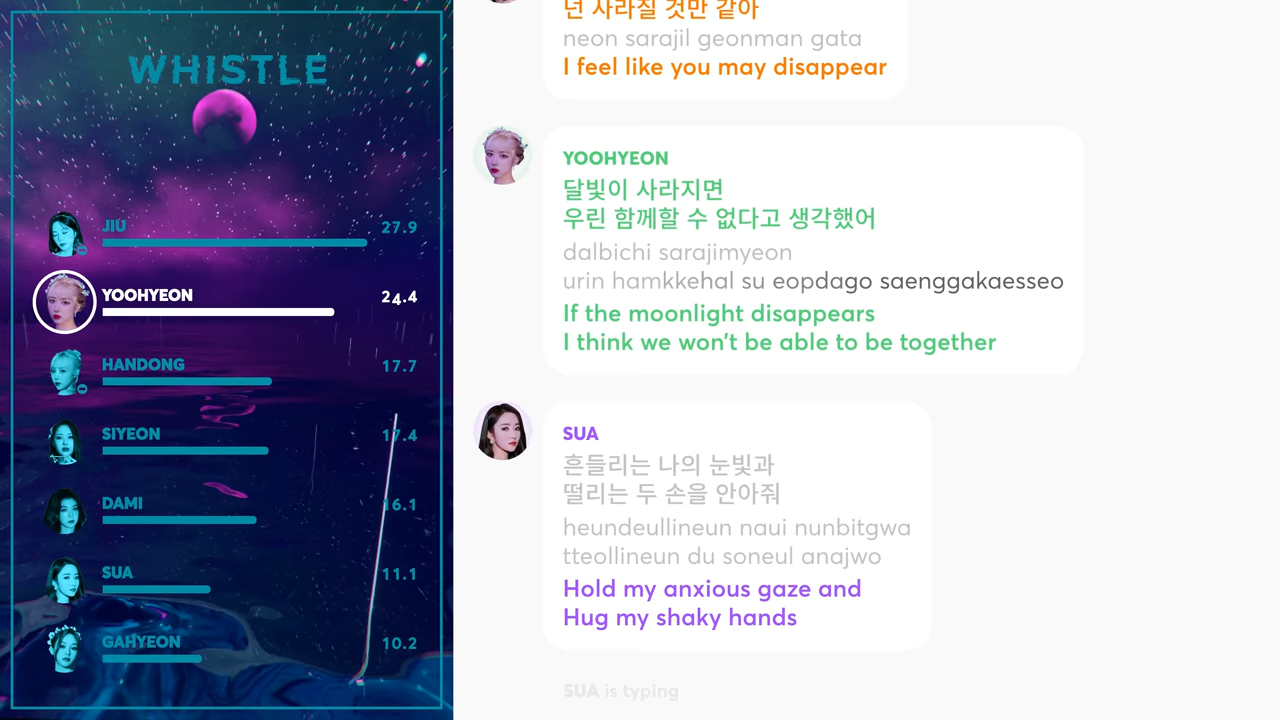 WHISTLE
JIU
27.9
YOOHYEON
24.4
HANDONG
17.7
SIYEON
17.4
DAMI
16.1
SUA
11.1
GAHYEON
10.2
넌 사라질 것만 같아
neon sarajil geonman gata
I feel like you may disappear
YOOHYEON
달빛이 사라지면
우린 함께할 수 없다고 생각했어
dalbichi sarajimyeon
urin hamkkehal su eopdago saenggakaesseo
If the moonlight disappears
I think we won't be able to be together
SUA
흔들리는 나의 눈빛과
떨리는 두 손을 안아줘
heundeullineun naui nunbitgwa
tteollineun du soneul anajwo
Hold my anxious gaze and
Hug my shaky hands
SUA is typing